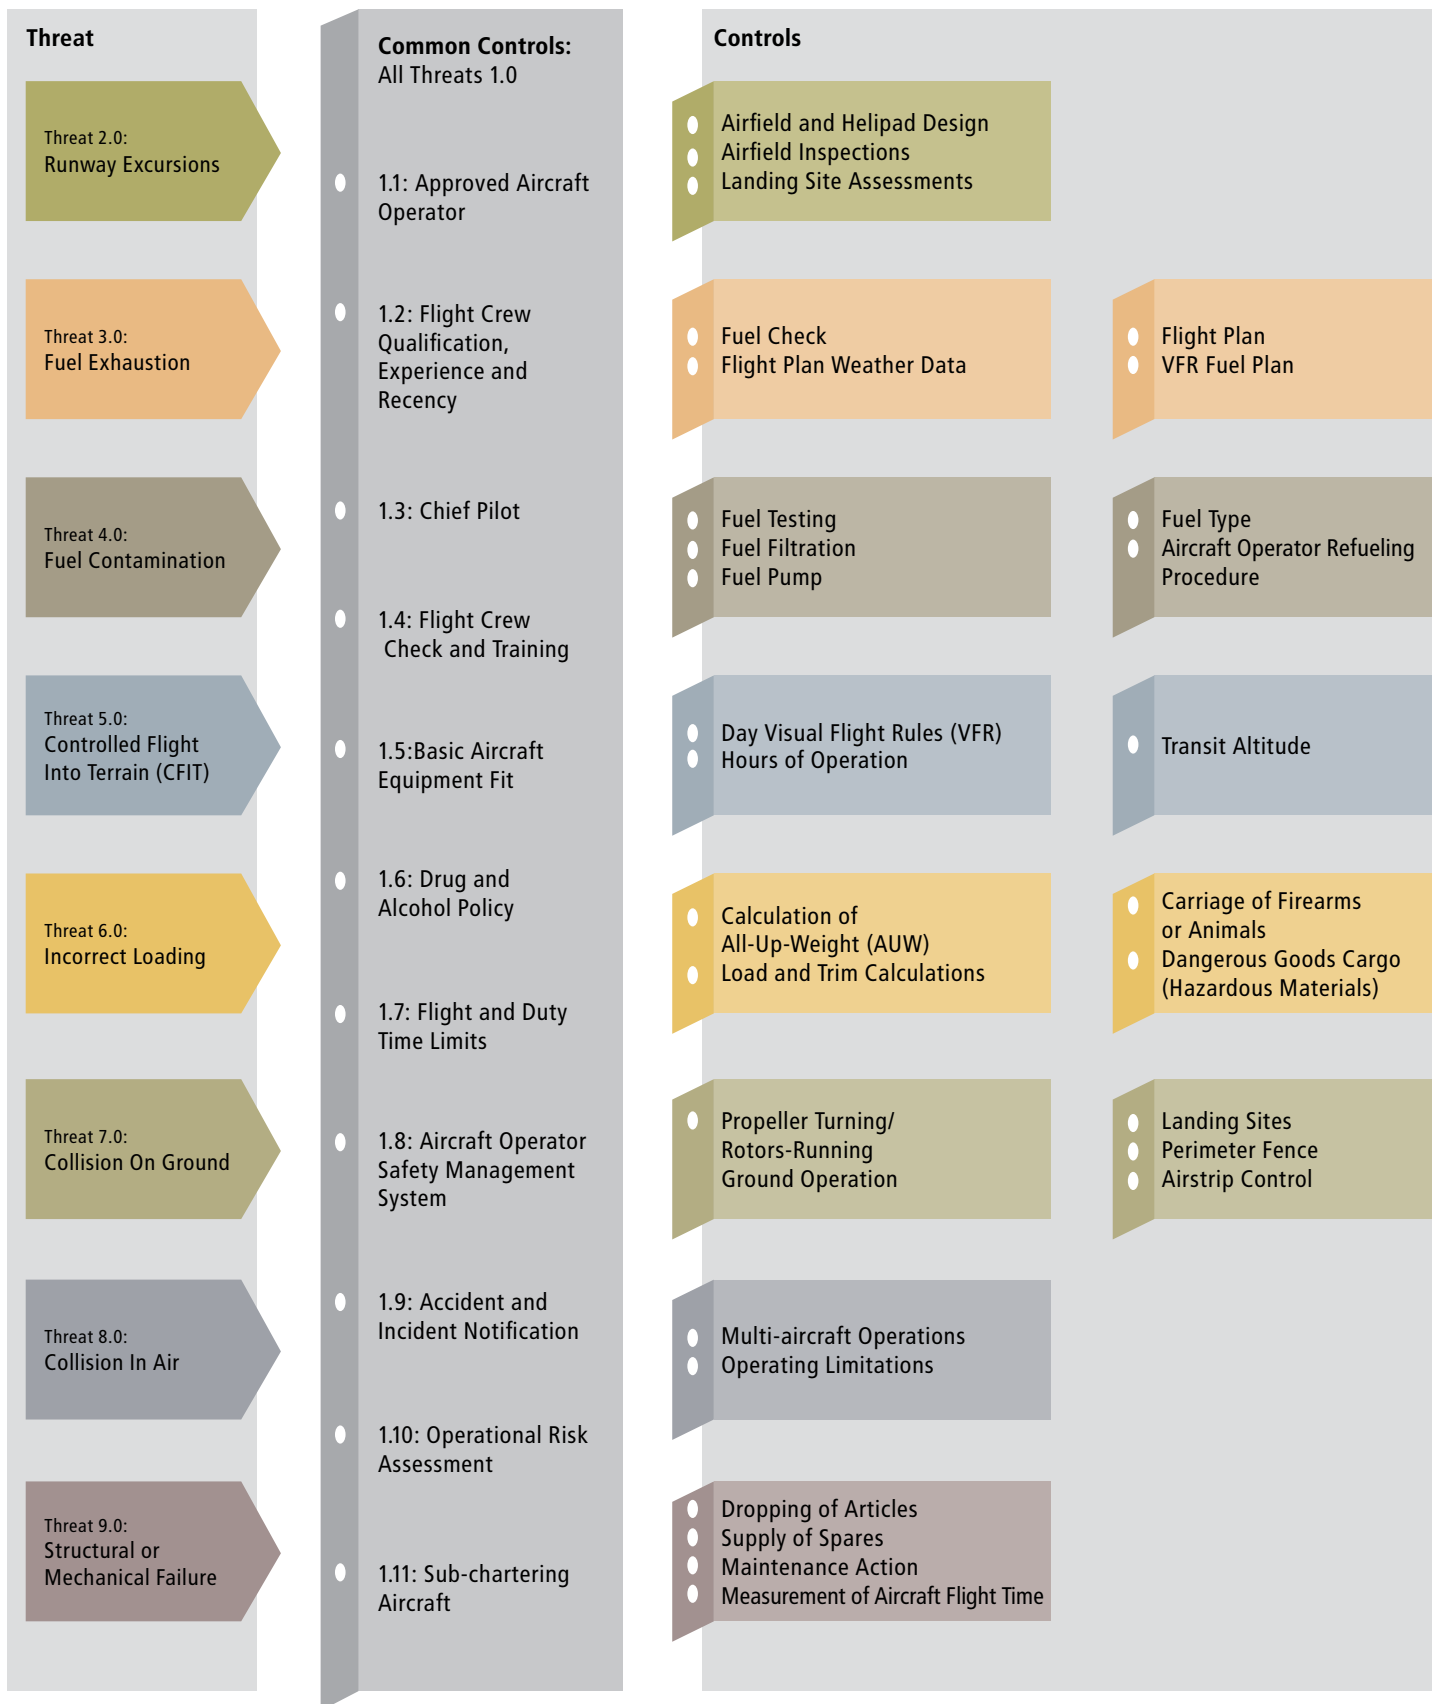 Threat
Threat 2.0:
Runway Excursions
Threat 3.0:
Fuel Exhaustion
Threat 4.0:
Fuel Contamination
Threat 5.0:
Controlled Flight
Into Terrain (CFIT)
Threat 6.0:
Incorrect Loading
Threat 7.0:
Collision On Ground
Threat 8.0:
Collision In Air
Threat 9.0:
Structural or
Mechanical Failure
Common Controls:
All Threats 1.0
1.1: Approved Aircraft
Operator
1.2: Flight Crew
Qualification,
Experience and
Recency
1.3: Chief Pilot
1.4: Flight Crew
Check and Training
1.5:Basic Aircraft
Equipment Fit
1.6: Drug and
Alcohol Policy
1.7: Flight and Duty
Time Limits
1.8: Aircraft Operator
Safety Management
System
1.9: Accident and
Incident Notification
1.10: Operational Risk
Assessment
1.11: Sub-chartering
Aircraft
Controls
Airfield and Helipad Design
Airfield Inspections
Landing Site Assessments
Fuel Check
Flight Plan Weather Data
Flight Plan
VFR Fuel Plan
Fuel Testing
Fuel Filtration
Fuel Pump
Fuel Type
Aircraft Operator Refueling
Procedure
Day Visual Flight Rules (VFR)
Hours of Operation
Transit Altitude
Calculation of
All-Up-Weight (AUW)
Load and Trim Calculations
Carriage of Firearms
or Animals
Dangerous Goods Cargo
(Hazardous Materials)
Propeller Turning/
Rotors-Running
Ground Operation
Landing Sites
Perimeter Fence
Airstrip Control
Multi-aircraft Operations
Operating Limitations
Dropping of Articles
Supply of Spares
Maintenance Action
Measurement of Aircraft Flight Time